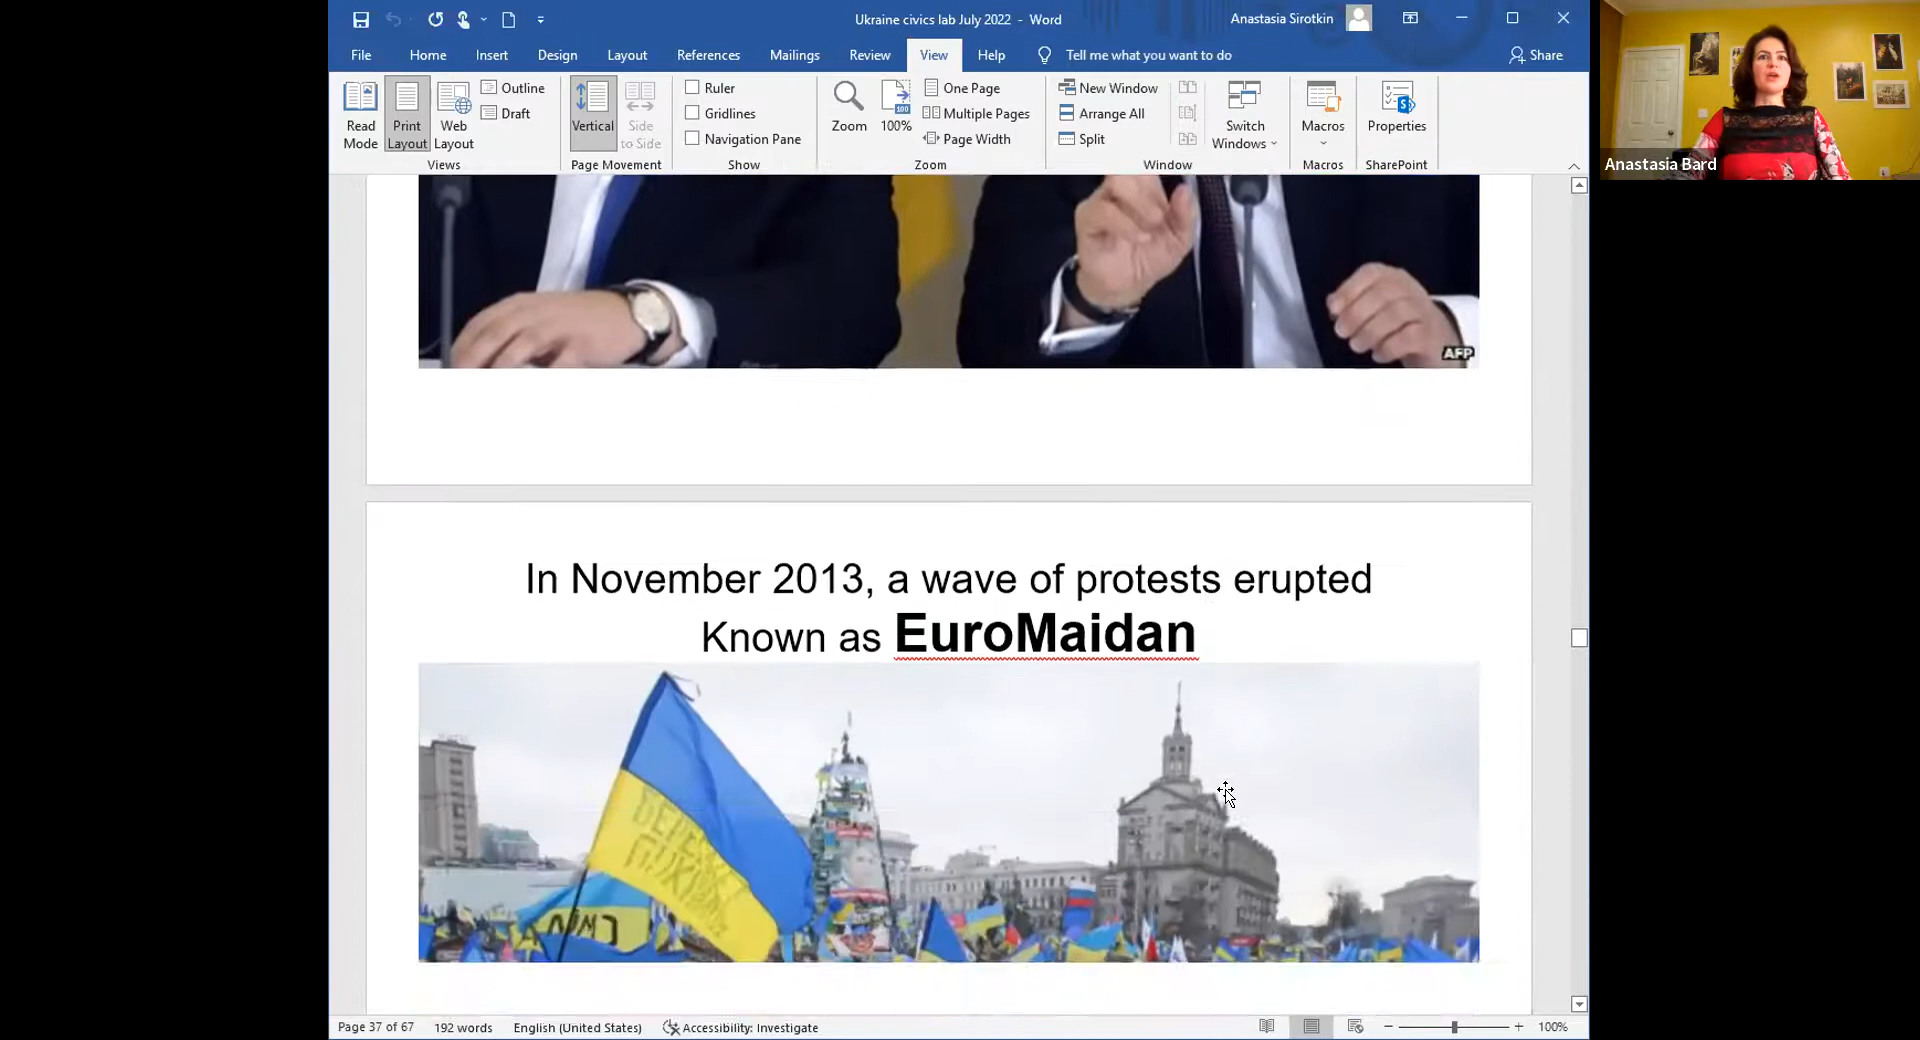 Ukraine civics lab July 2022 - Word
Anastasia Sirotkin
File Home Insert Design Layout References Mailings Review View Help Tell me what you want to do Share
Read Mode
Print Layout
Web Layout
Outline
Draft
Views
Vertical
Side to Side
Page Movement
Ruler
Gridlines
Navigation Pane
Show
Zoom
100
100%
One Page
Multiple Pages
Page Width
Zoom
New Window
Arrange All
Split
Switch Windows
Window
Macros
Macros
Properties
SharePoint
Anastasia Bard
AFP
In November 2013, a wave of protests erupted
Known as EuroMaidan
Page 37 of 67 192 words English (United States) Accessibility: Investigate 100%